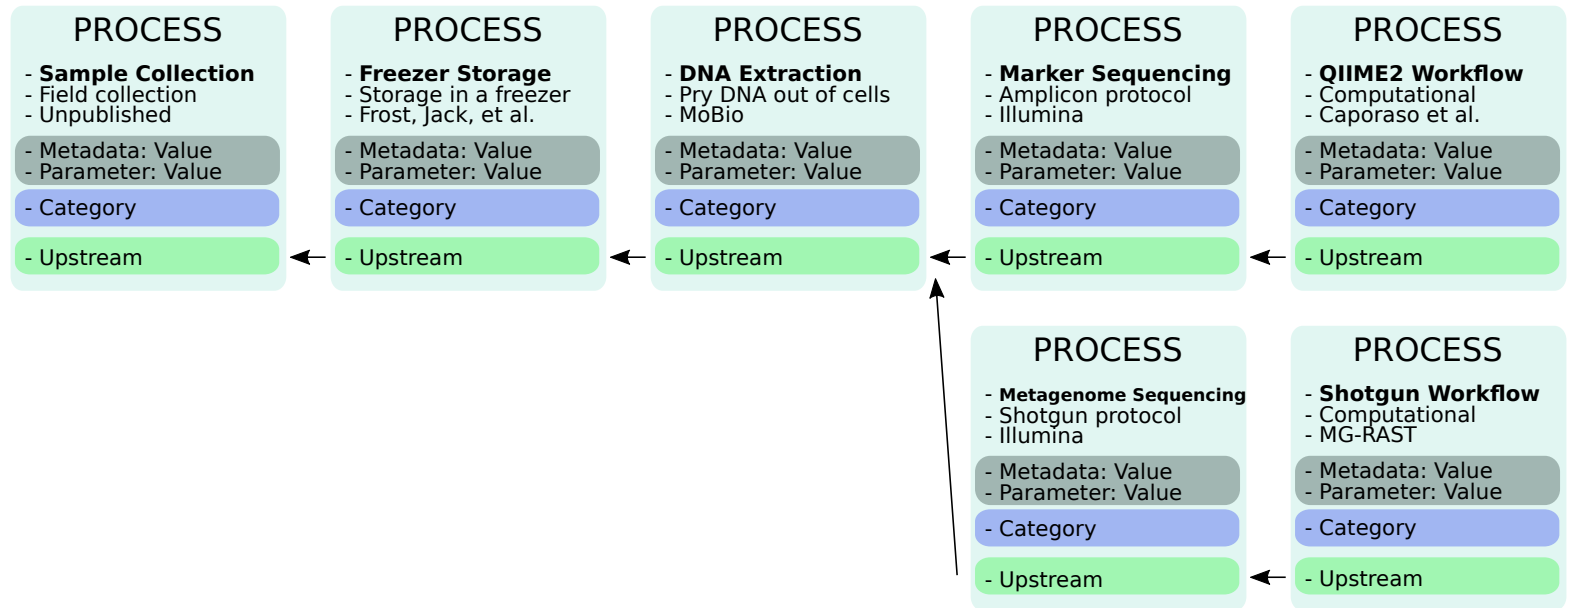 PROCESS
- Sample Collection
- Field collection
- Unpublished
- Metadata: Value
- Parameter: Value
- Category
- Upstream
PROCESS
- Freezer Storage
- Storage in a freezer
- Frost, Jack, et al.
- Metadata: Value
- Parameter: Value
- Category
- Upstream
PROCESS
- DNA Extraction
- Pry DNA out of cells
- MoBio
- Metadata: Value
- Parameter: Value
- Category
- Upstream
PROCESS
- Marker Sequencing
- Amplicon protocol
- Illumina
- Metadata: Value
- Parameter: Value
- Category
- Upstream
PROCESS
- QIIME2 Workflow
- Computational
- Caporaso et al.
- Metadata: Value
- Parameter: Value
- Category
- Upstream
PROCESS
- Metagenome Sequencing
- Shotgun protocol
- Illumina
- Metadata: Value
- Parameter: Value
- Category
- Upstream
PROCESS
- Shotgun Workflow
- Computational
- MG-RAST
- Metadata: Value
- Parameter: Value
- Category
- Upstream